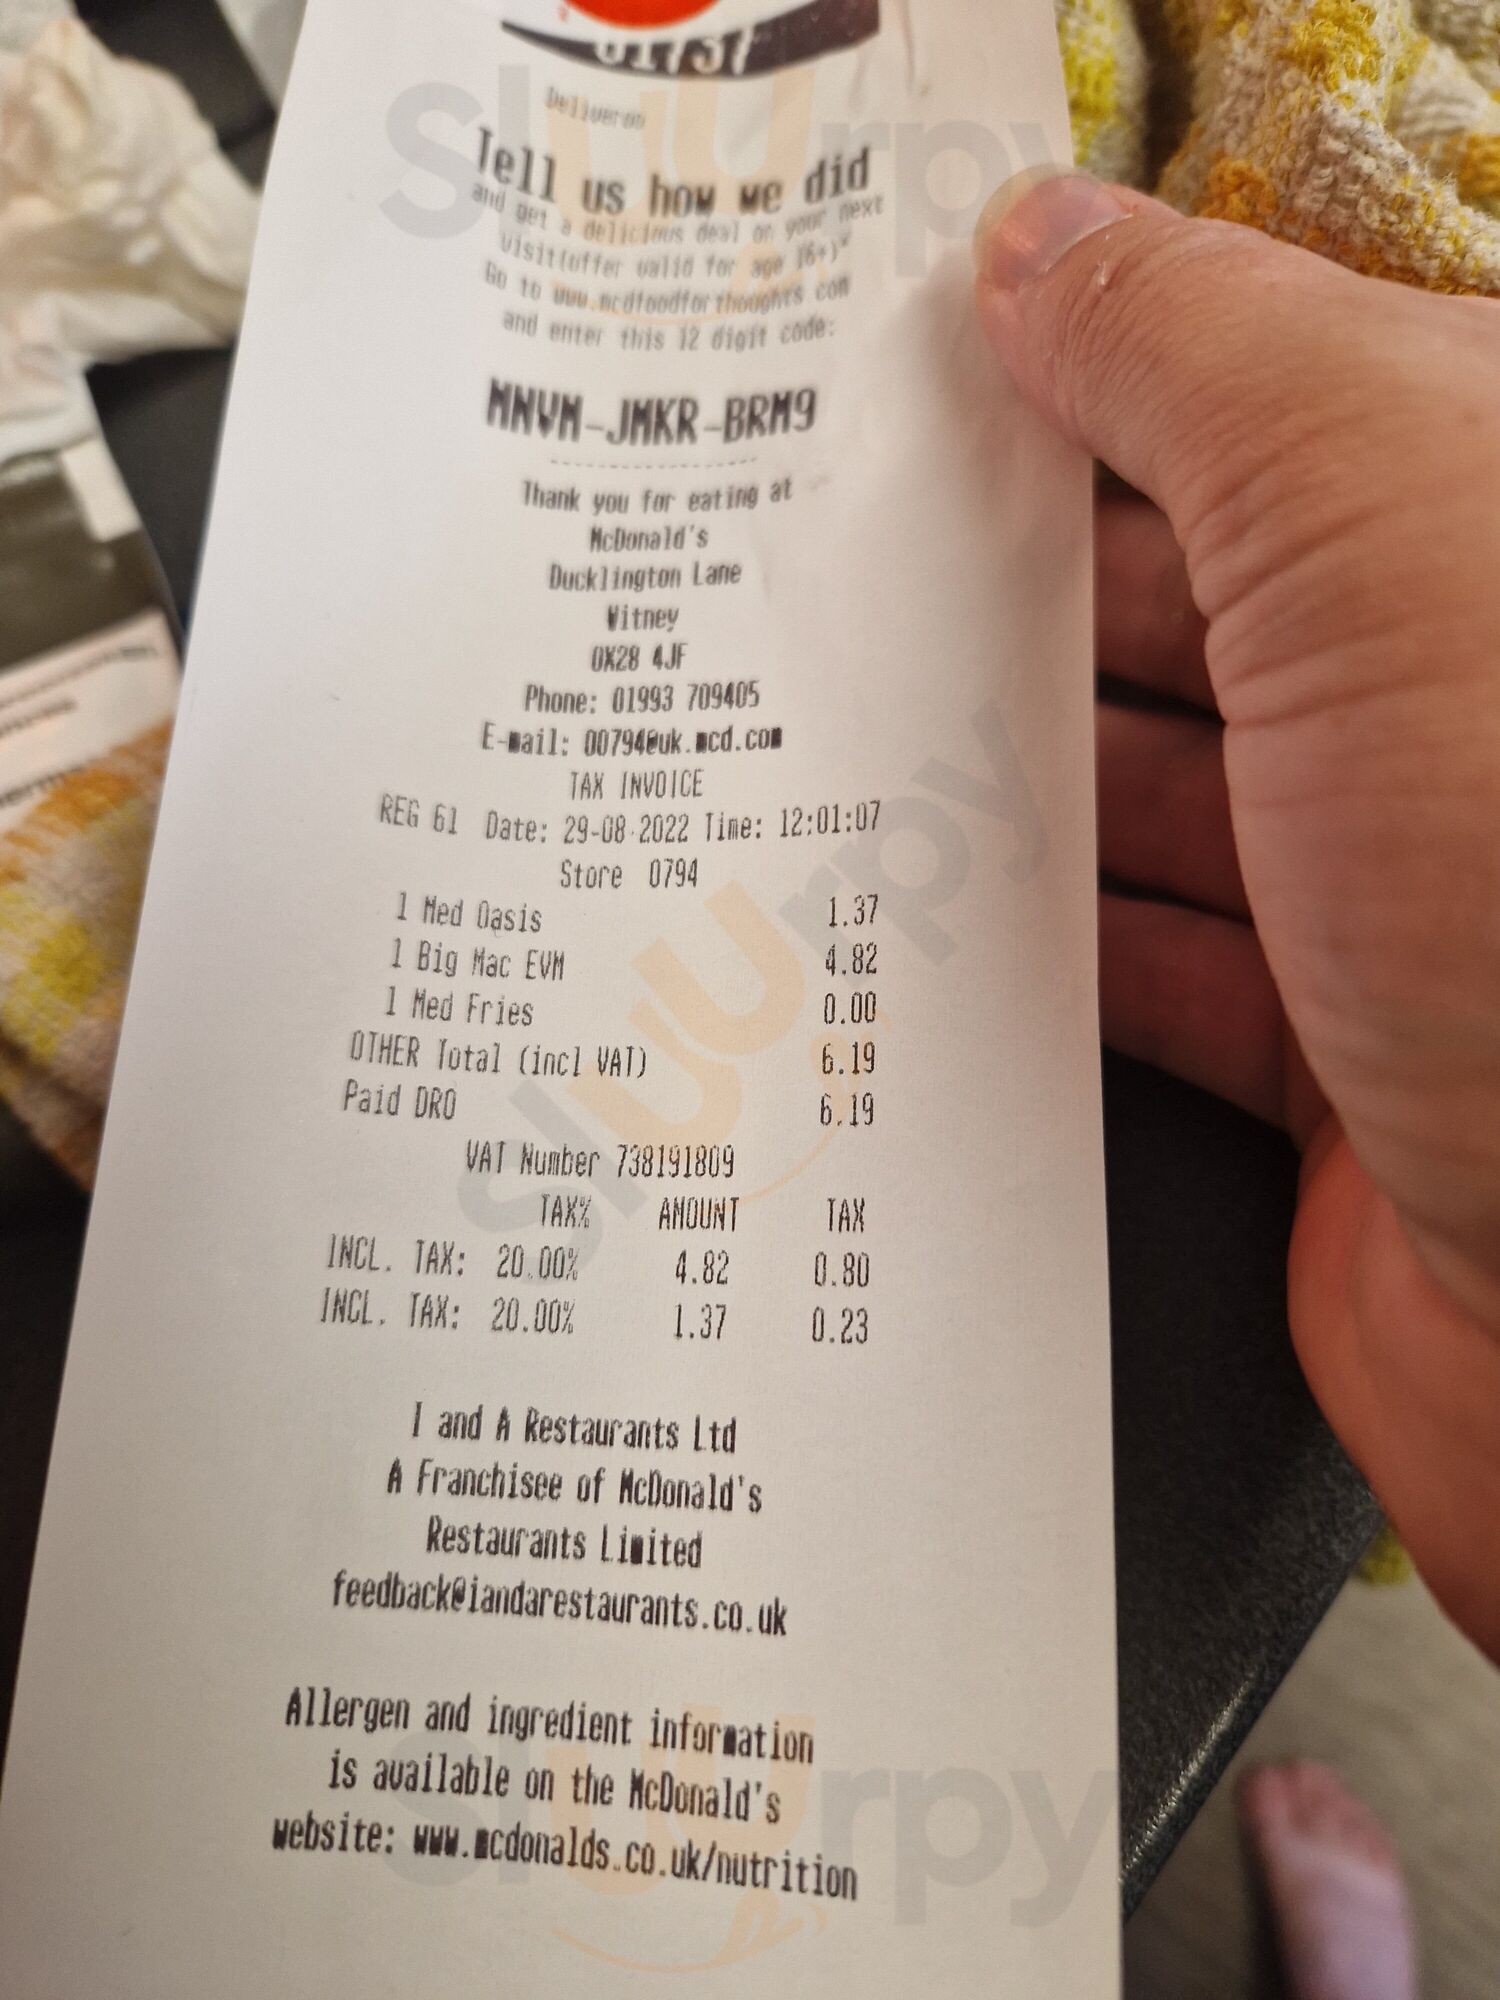 01737
Deliveroo
Tell us how we did
and get a delicious deal on your next
visit(offer valid for age 16+)*
Go to www.mcdfoodforthoughts.com
and enter this 12 digit code:
MNVM-JMKR-BRM9
Thank you for eating at
McDonald's
Ducklington Lane
Witney
OX28 4JF
Phone: 01993 709405
E-mail: 00794@uk.mcd.com
TAX INVOICE
REG 61 Date: 29-08-2022 Time: 12:01:07
Store 0794
1 Med Oasis 1.37
1 Big Mac EVM 4.82
1 Med Fries 0.00
OTHER Total (incl VAT) 6.19
Paid DRO 6.19
VAT Number 738191809
TAX% AMOUNT TAX
INCL. TAX: 20.00% 4.82 0.80
INCL. TAX: 20.00% 1.37 0.23
I and A Restaurants Ltd
A Franchisee of McDonald's
Restaurants Limited
feedback@iandarestaurants.co.uk
Allergen and ingredient information
is available on the McDonald's
website: www.mcdonalds.co.uk/nutrition
slUUrpy
slUUrpy
slUUrpy